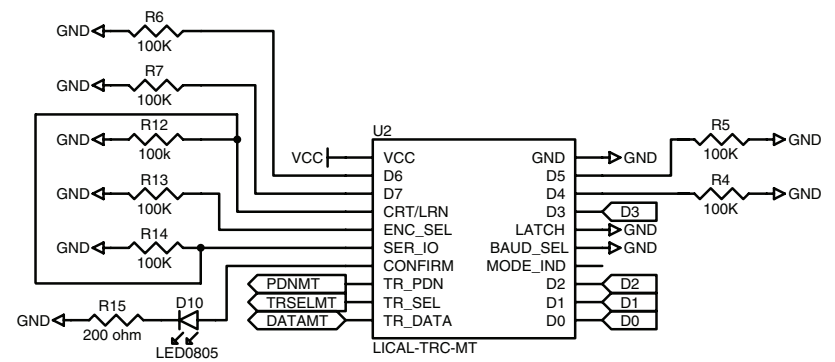 R6
GND
100K
R7
GND
100K
R12
GND
100k
R13
GND
100K
R14
GND
100K
R15
GND
200 ohm
D10
LED0805
PDNMT
TRSELMT
DATAMT
VCC
U2
VCC
D6
D7
CRT/LRN
ENC_SEL
SER_IO
CONFIRM
TR_PDN
TR_SEL
TR_DATA
GND
D5
D4
D3
LATCH
BAUD_SEL
MODE_IND
D2
D1
D0
LICAL-TRC-MT
GND
D3
GND
GND
D2
D1
D0
R5
100K
GND
R4
100K
GND